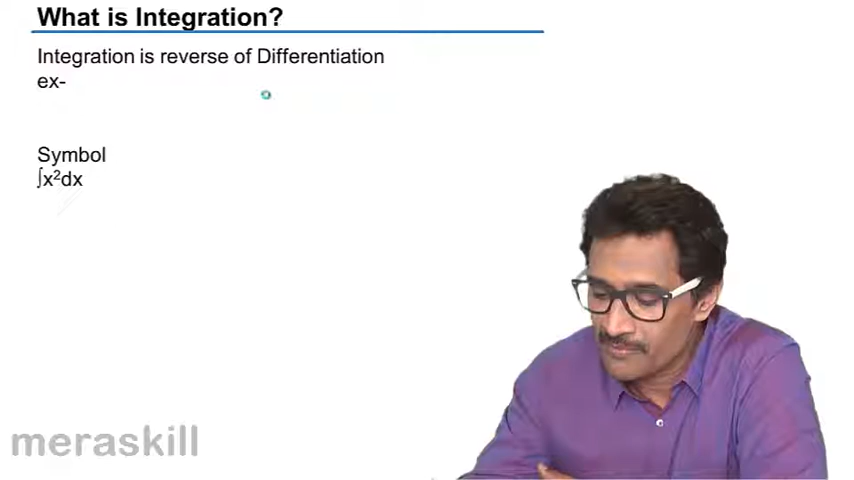 What is Integration?
Integration is reverse of Differentiation
ex-
Symbol
∫x²dx
meraskill